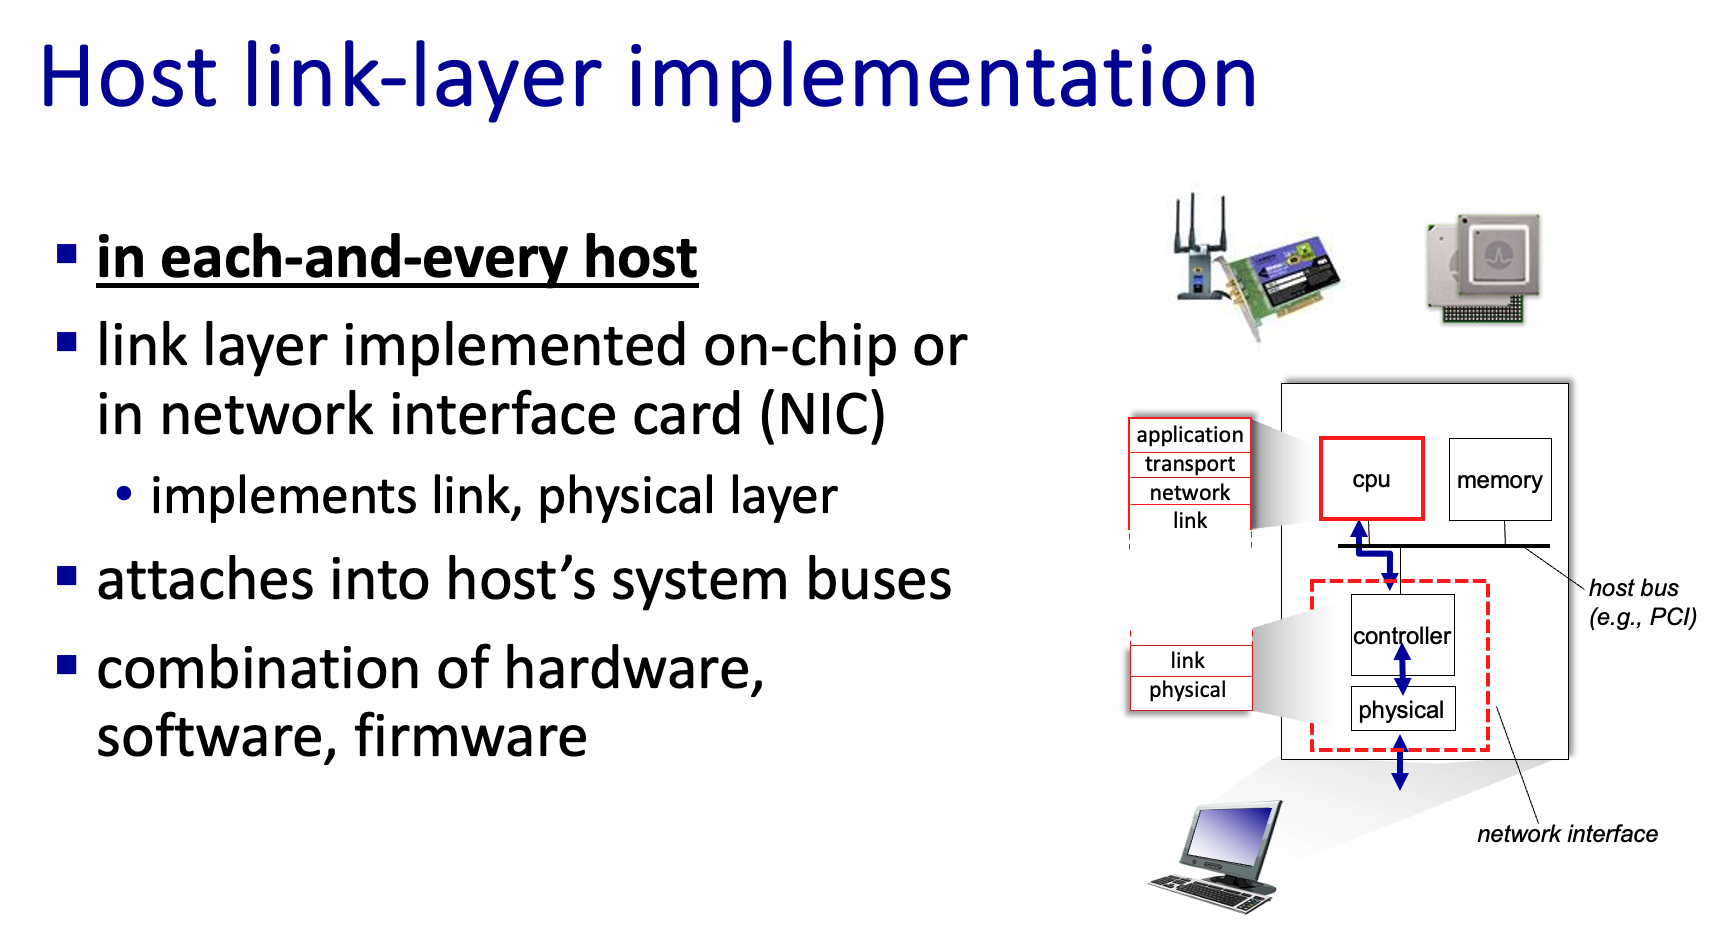 Host link-layer implementation
in each-and-every host
link layer implemented on-chip or
in network interface card (NIC)
implements link, physical layer
attaches into host’s system buses
combination of hardware,
software, firmware
application
transport
network
link
cpu
memory
host bus
(e.g., PCI)
controller
link
physical
physical
network interface